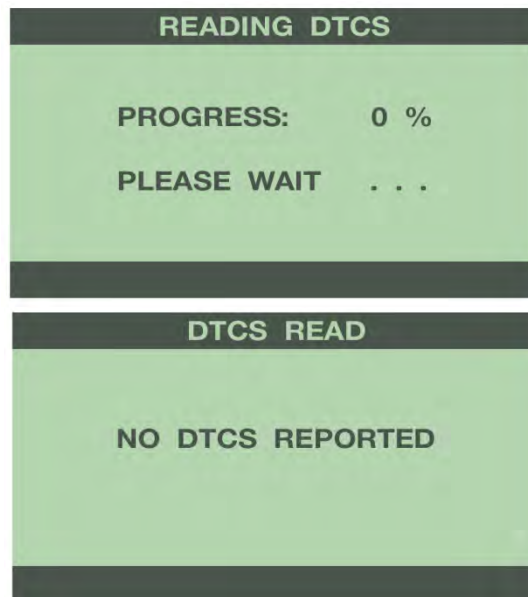 READING DTCS
PROGRESS: 0 %
PLEASE WAIT . . .
DTCS READ
NO DTCS REPORTED